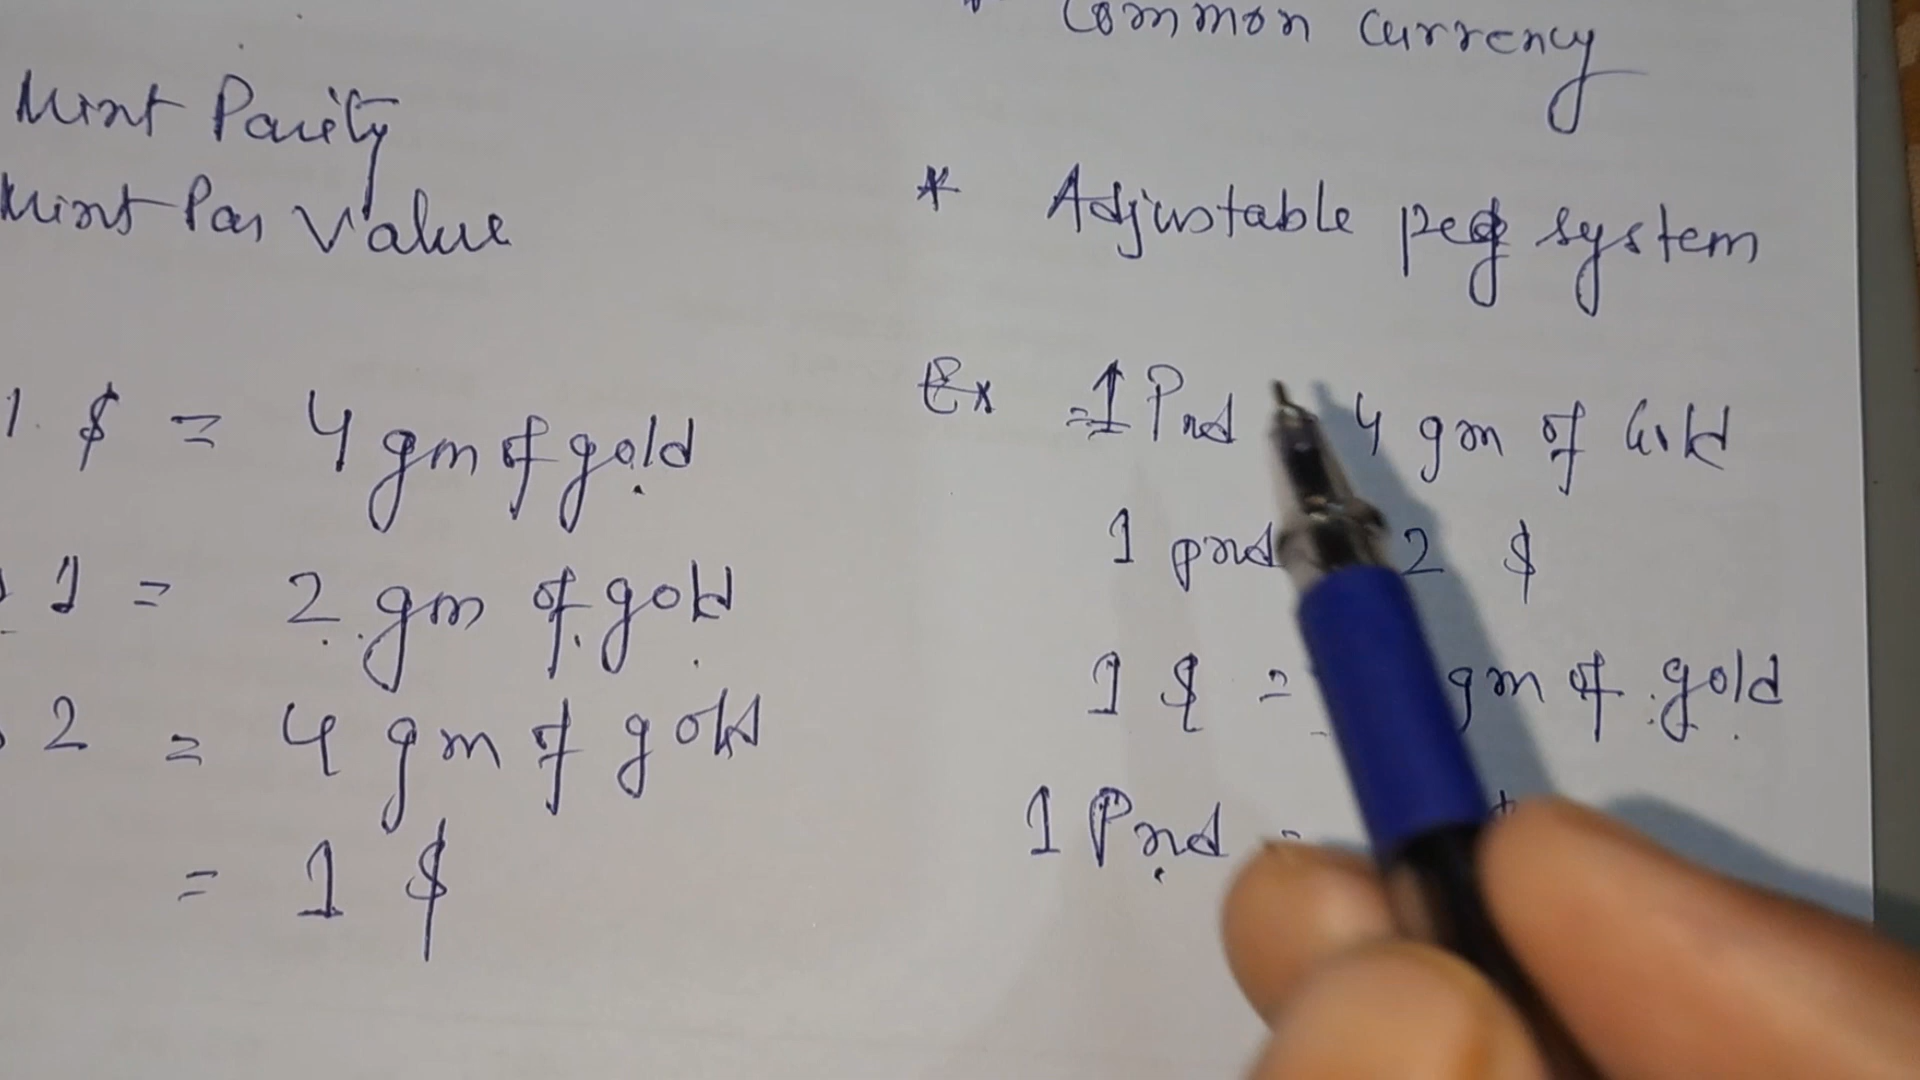 Mint Parity
Mint Par Value
1 $ = 4 gm of gold
1 = 2 gm of gold
2 = 4 gm of gold
= 1 $
Common Currency
* Adjustable peg system
Ex =1 Pnd 4 gm of Gold
1 pnd 2 $
1 $ = gm of gold
1 Pnd =